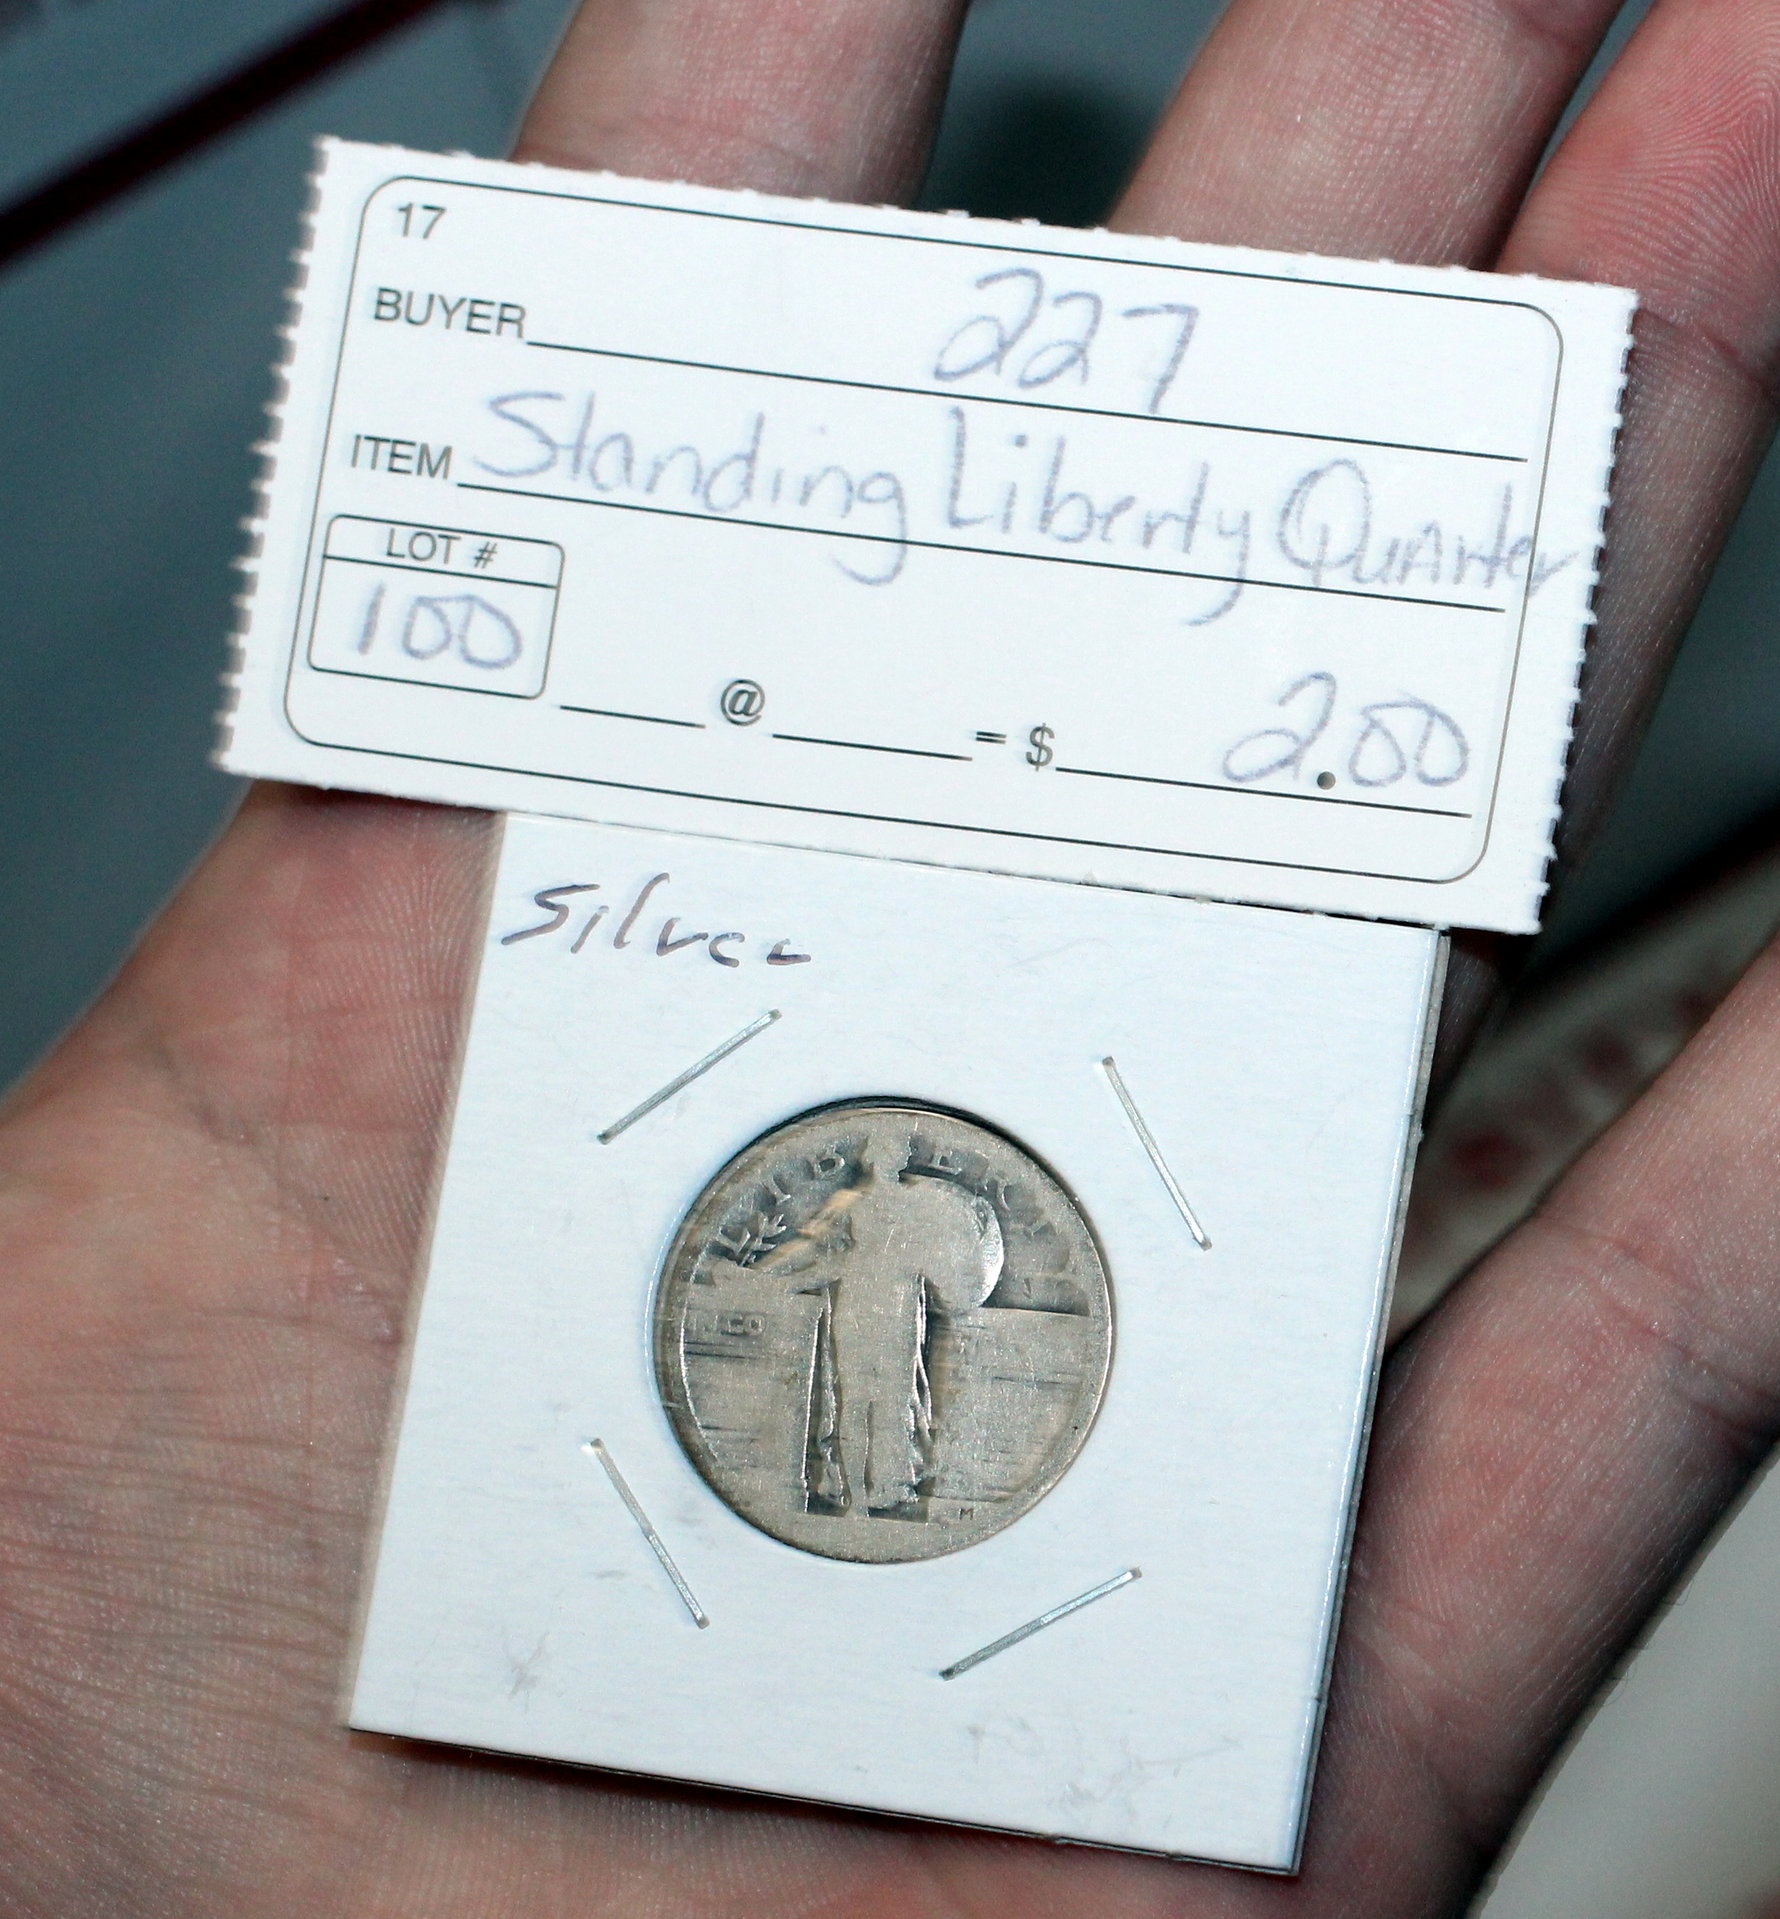 17
BUYER 227
ITEM Standing Liberty Quarter
LOT #
100
@ = $ 2.00
Silver
LIBERTY
M